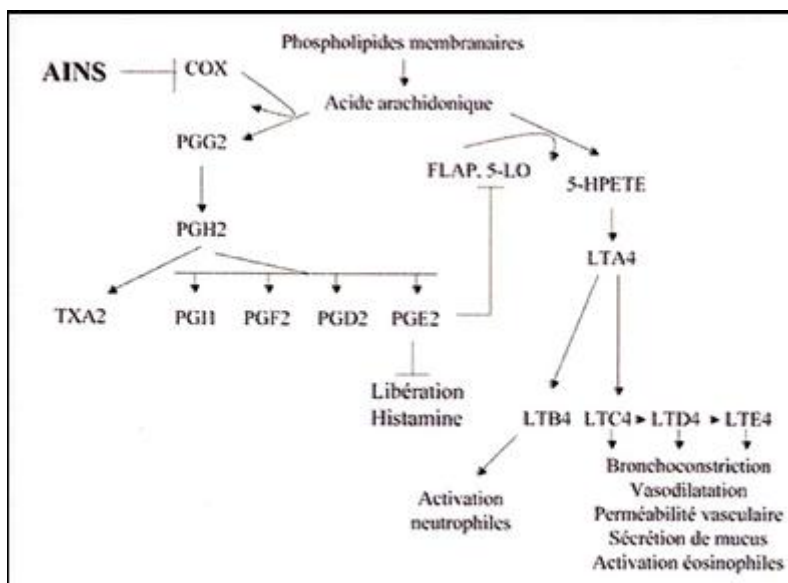 Phospholipides membranaires
AINS
COX
Acide arachidonique
PGG2
FLAP, 5-LO
5-HPETE
PGH2
LTA4
TXA2
PGI1
PGF2
PGD2
PGE2
Libération
Histamine
LTB4
LTC4
LTD4
LTE4
Activation
neutrophiles
Bronchoconstriction
Vasodilatation
Perméabilité vasculaire
Sécrétion de mucus
Activation éosinophiles